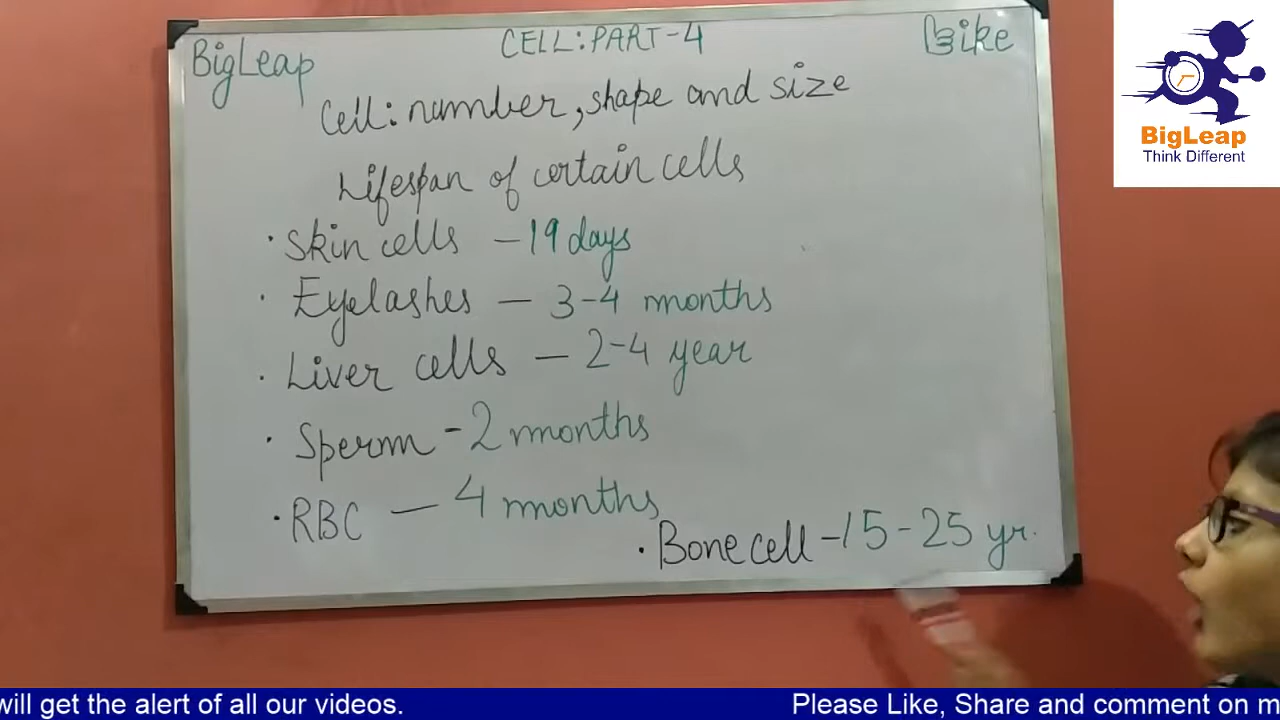 BigLeap
CELL: PART-4
Bike
Cell: number, shape and size
Lifespan of certain cells
· Skin cells – 19 days
· Eyelashes – 3-4 months
· Liver cells – 2-4 year
· Sperm - 2 months
· RBC – 4 months
· Bone cell - 15-25 yr.
BigLeap
Think Different
will get the alert of all our videos.
Please Like, Share and comment on